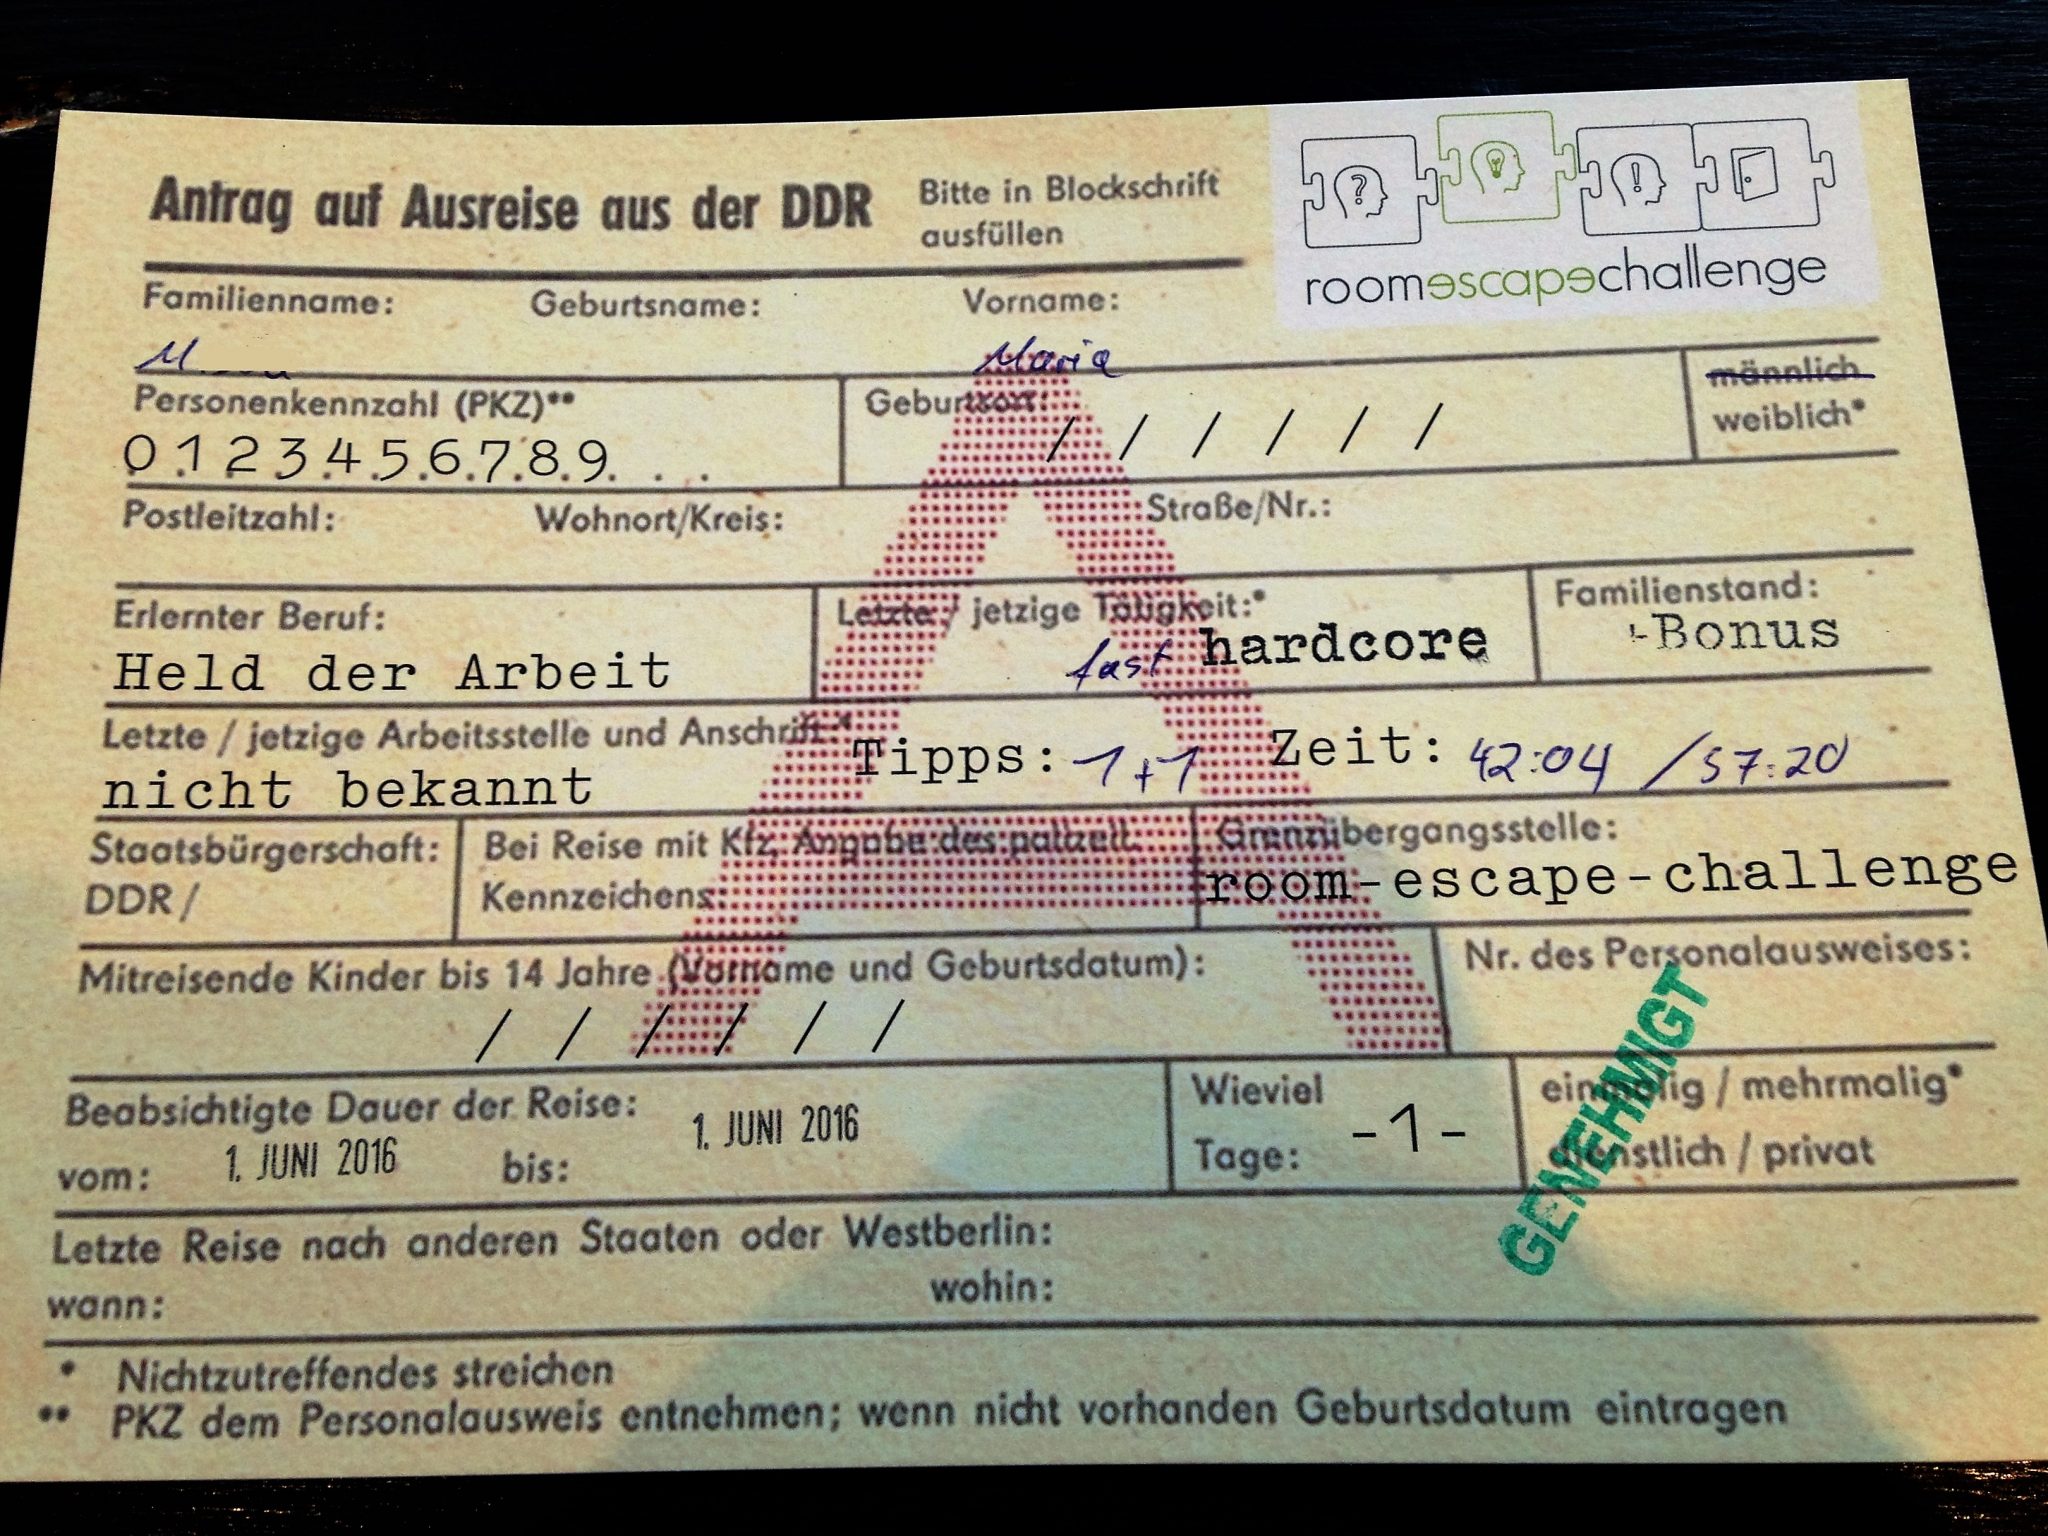 Antrag auf Ausreise aus der DDR
Bitte in Blockschrift
ausfüllen
roomescapechallenge
Familienname: Geburtsname: Vorname:
M. Maria
Personenkennzahl (PKZ)** Geburtsort: männlich
0123456789 / / / / / / weiblich*
Postleitzahl: Wohnort/Kreis: Straße/Nr.:
Erlernter Beruf: Letzte / jetzige Tätigkeit:* Familienstand:
Held der Arbeit fast hardcore -Bonus
Letzte / jetzige Arbeitsstelle und Anschrift:*
nicht bekannt Tipps: 1+1 Zeit: 42:04 / 57:20
Staatsbürgerschaft: Bei Reise mit Kfz, Angabe des polizeil. Grenzübergangsstelle:
DDR / Kennzeichens: room-escape-challenge
Mitreisende Kinder bis 14 Jahre (Vorname und Geburtsdatum): Nr. des Personalausweises:
/ / / / / /
Beabsichtigte Dauer der Reise: Wieviel einmalig / mehrmalig*
vom: 1. JUNI 2016 bis: 1. JUNI 2016 Tage: -1- dienstlich / privat
GENEHMIGT
Letzte Reise nach anderen Staaten oder Westberlin:
wann: wohin:
* Nichtzutreffendes streichen
** PKZ dem Personalausweis entnehmen; wenn nicht vorhanden Geburtsdatum eintragen